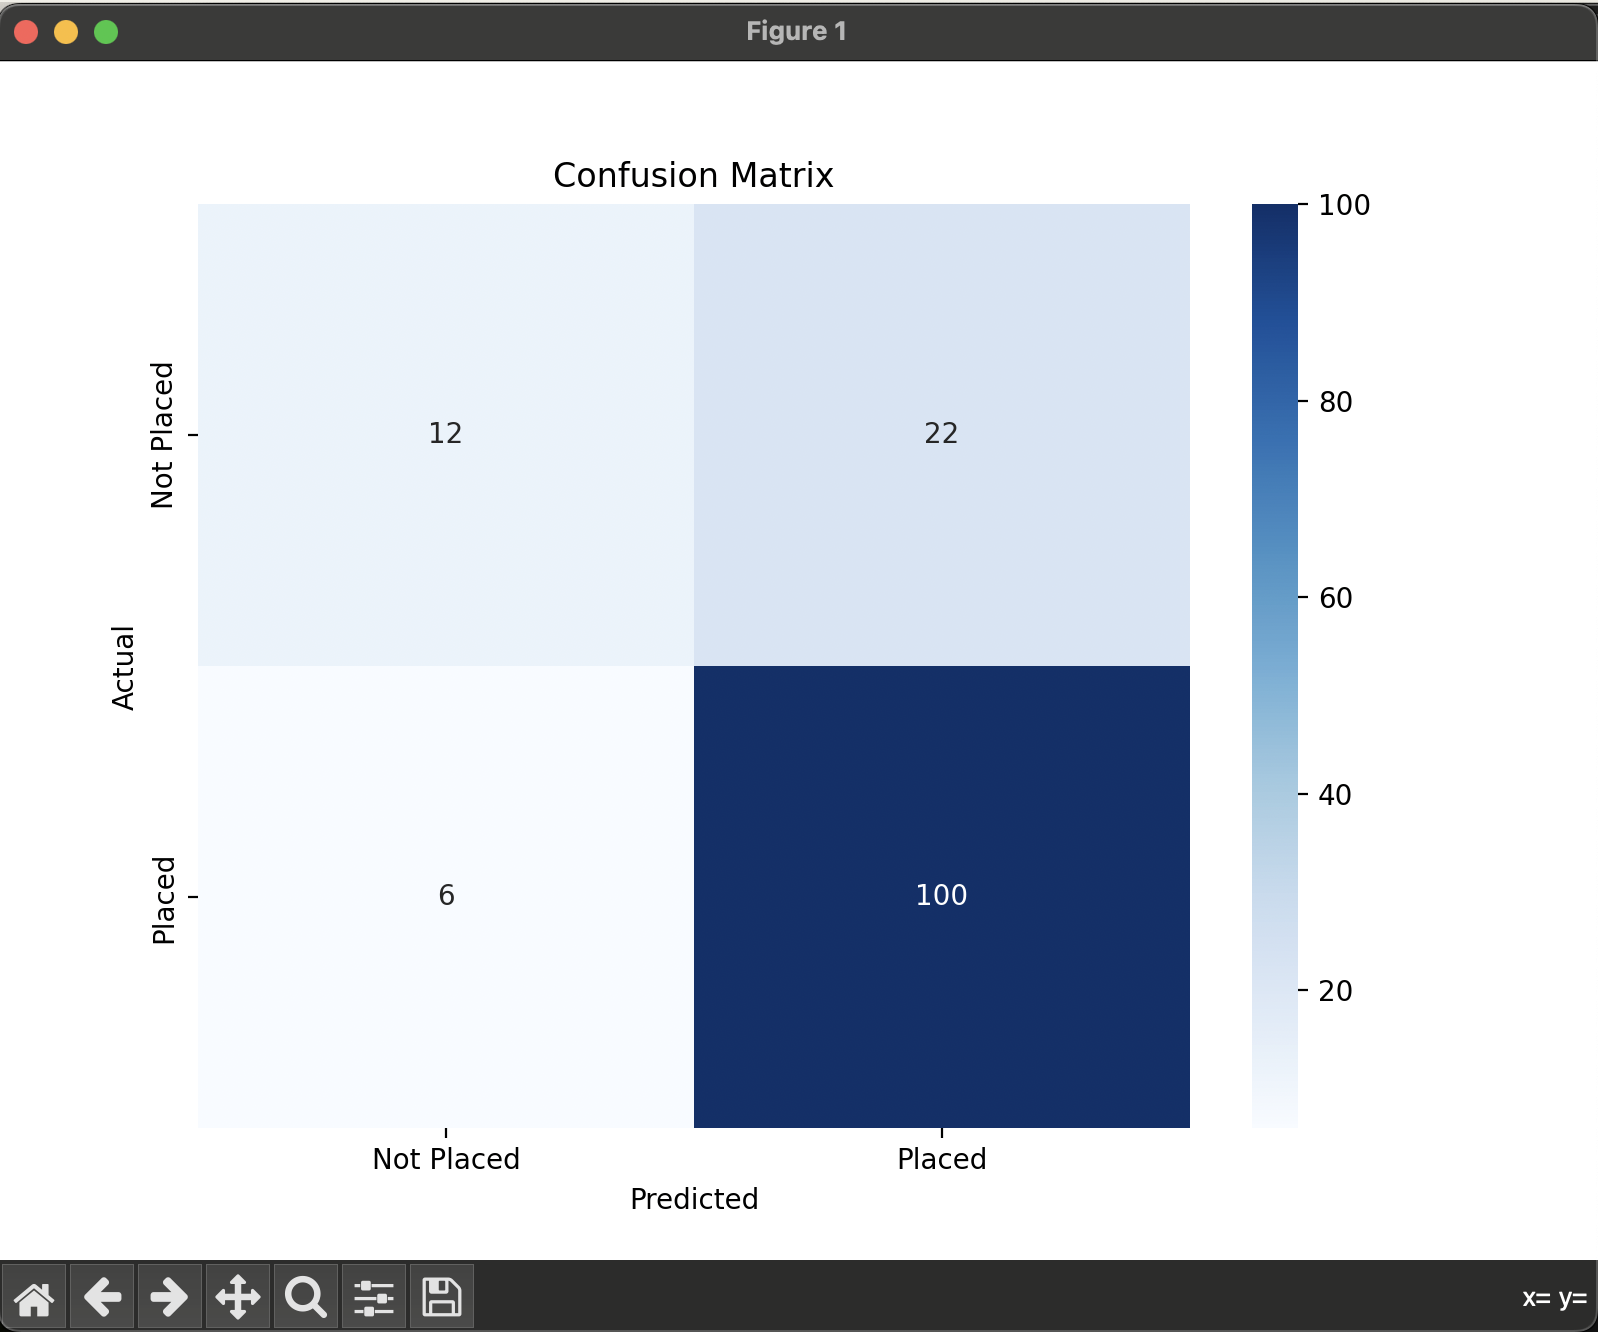 Figure 1
Confusion Matrix
100
80
60
40
20
Actual
Not Placed
Placed
12
22
6
100
Not Placed
Placed
Predicted
x= y=